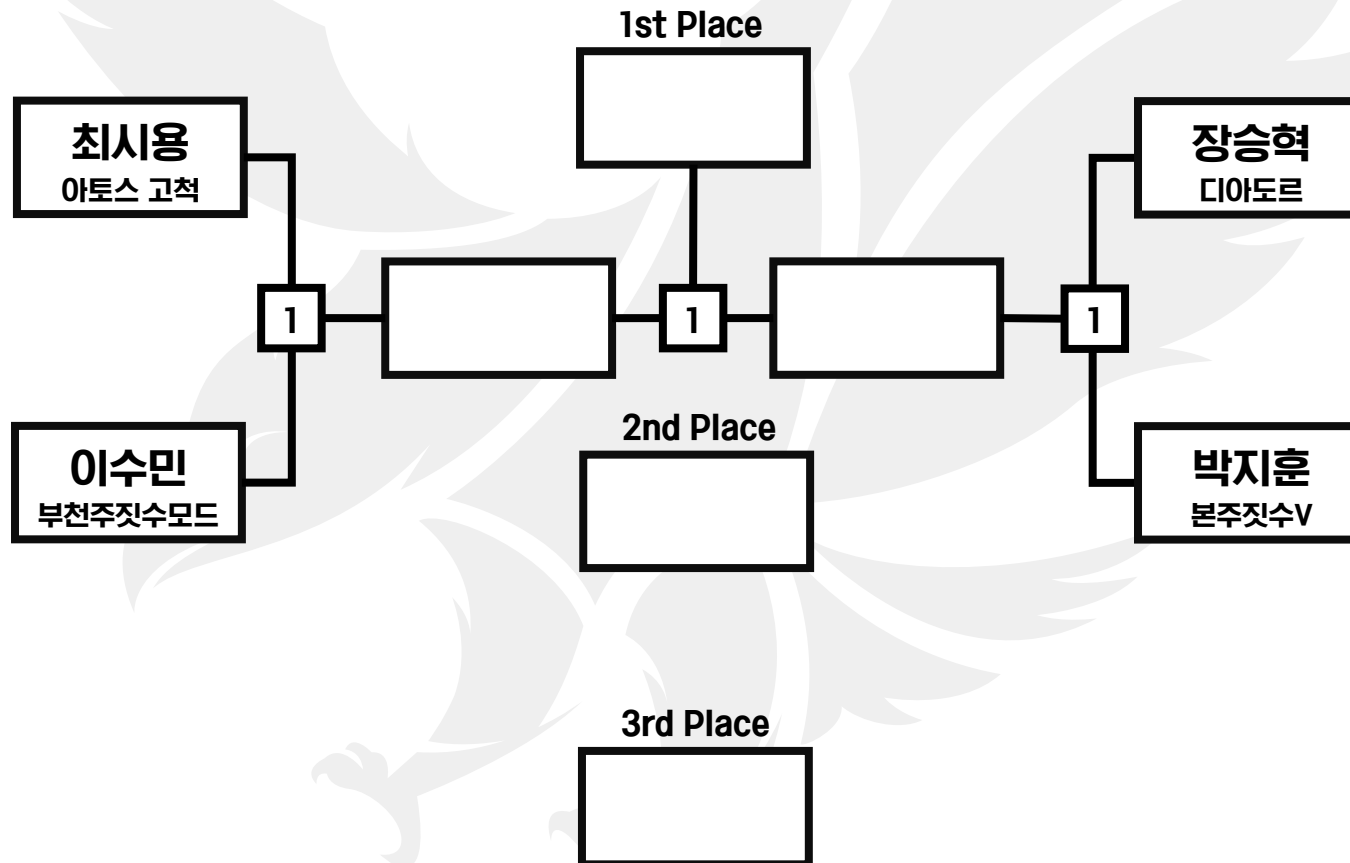 1st Place
최시용
아토스 고척
장승혁
디아도르
1
1
1
이수민
부천주짓수모드
2nd Place
박지훈
본주짓수V
3rd Place